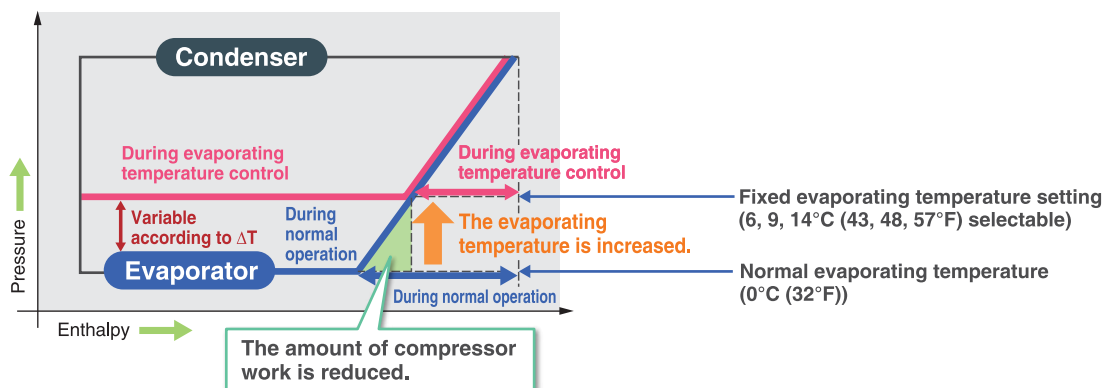 Condenser
During evaporating
temperature control
During evaporating
temperature control
Fixed evaporating temperature setting
(6, 9, 14°C (43, 48, 57°F) selectable)
Variable
according to ΔT
During
normal
operation
The evaporating
temperature is increased.
Evaporator
Normal evaporating temperature
(0°C (32°F))
During normal operation
Pressure
Enthalpy
The amount of compressor
work is reduced.